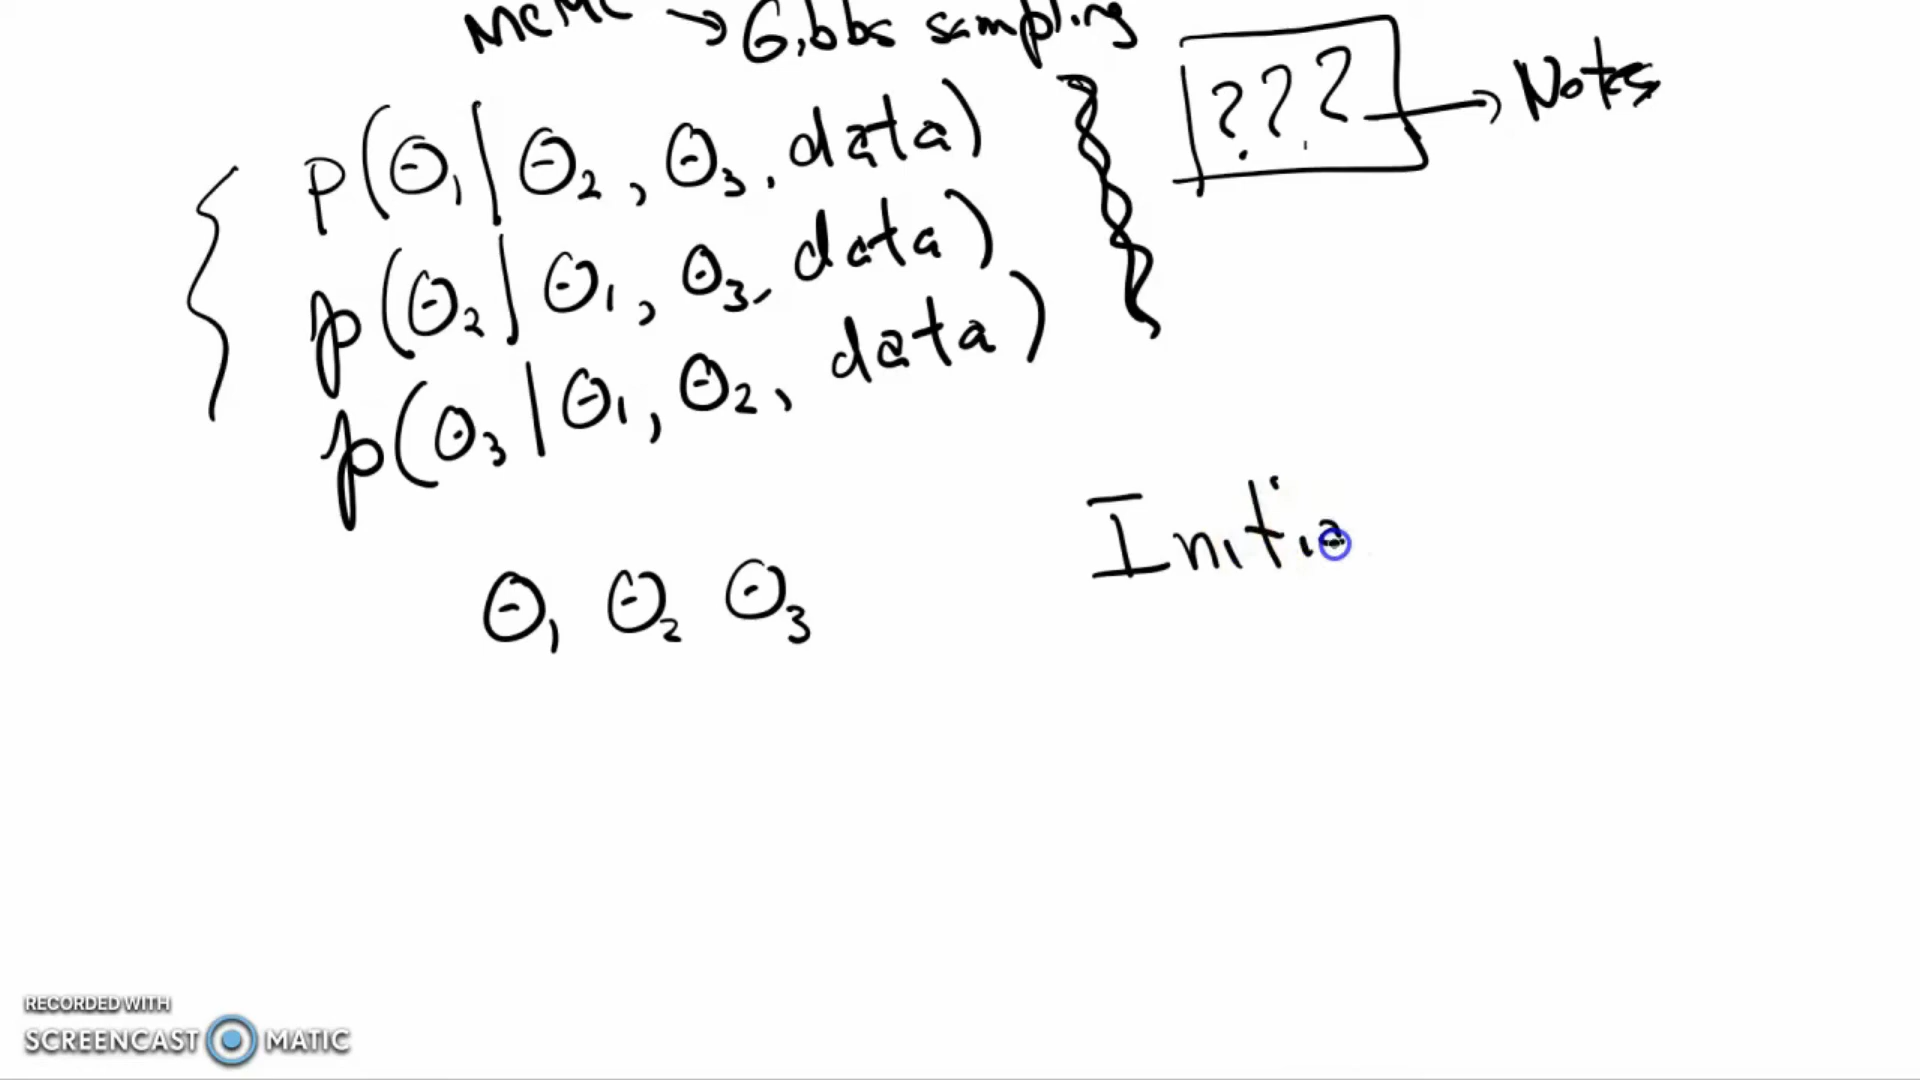 MCMC → Gibbs sampling
??? → Notes
p(Θ₁ | Θ₂, Θ₃, data)
p(Θ₂ | Θ₁, Θ₃, data)
p(Θ₃ | Θ₁, Θ₂, data)
Initia
Θ₁ Θ₂ Θ₃
RECORDED WITH
SCREENCAST MATIC